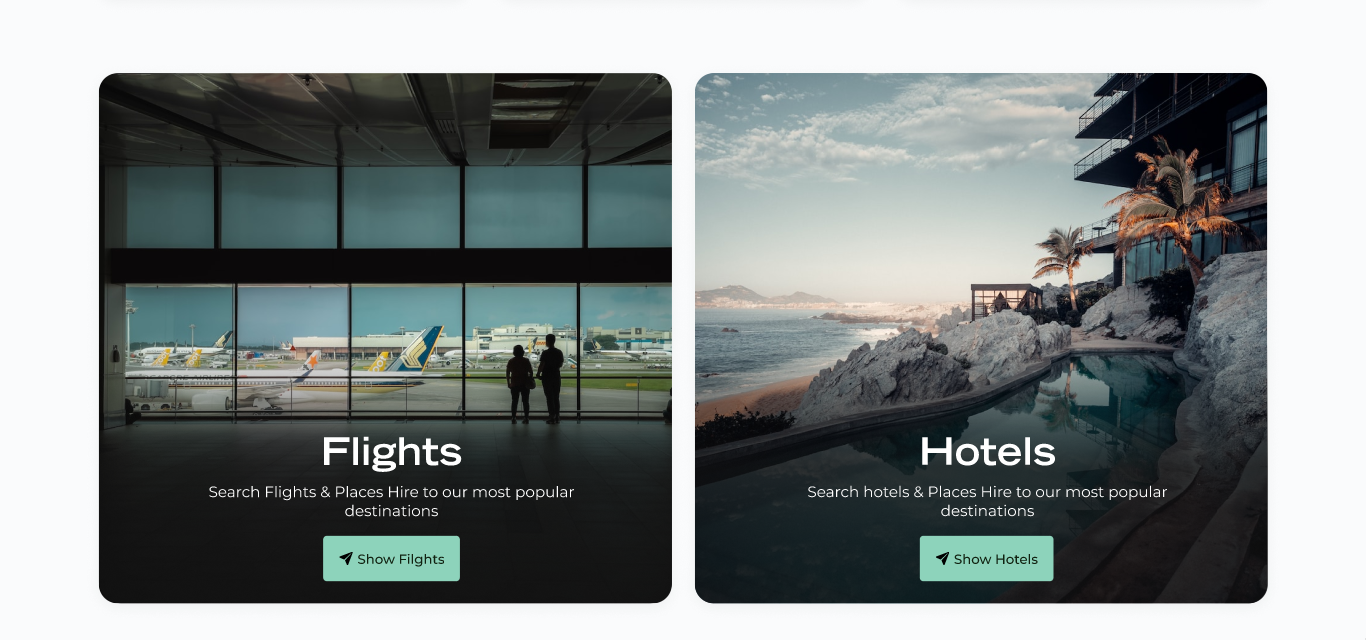 Flights
Search Flights & Places Hire to our most popular
destinations
Show Filghts
Hotels
Search hotels & Places Hire to our most popular
destinations
Show Hotels